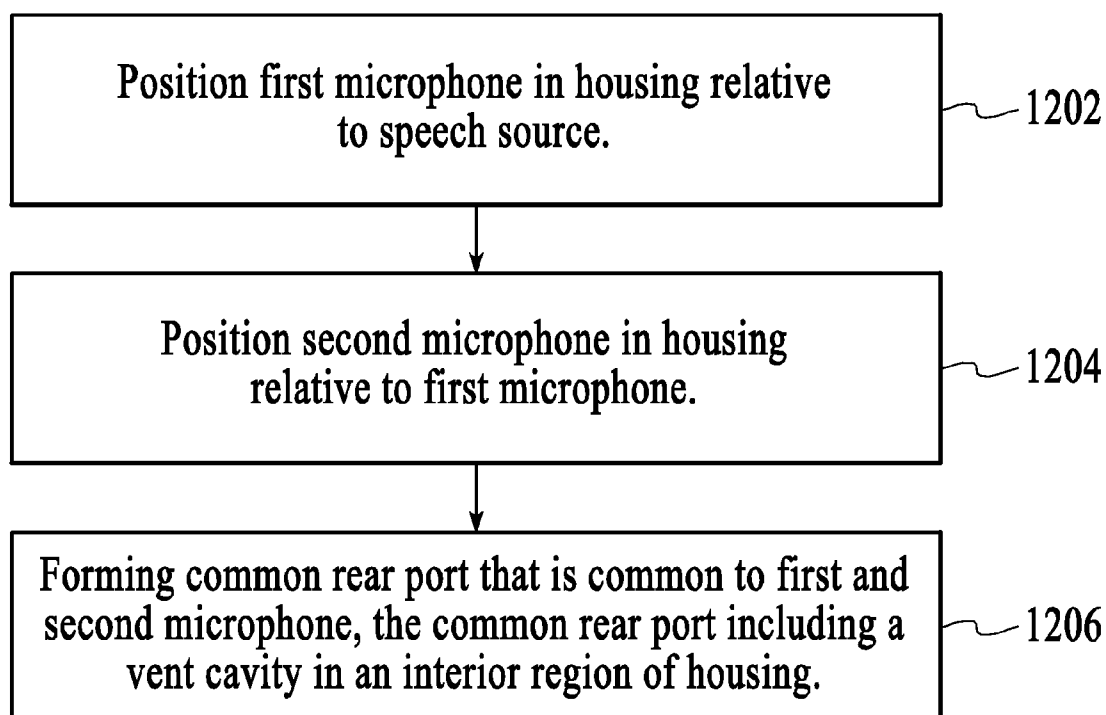 Position first microphone in housing relative
to speech source.
1202
Position second microphone in housing
relative to first microphone.
1204
Forming common rear port that is common to first and
second microphone, the common rear port including a
vent cavity in an interior region of housing.
1206